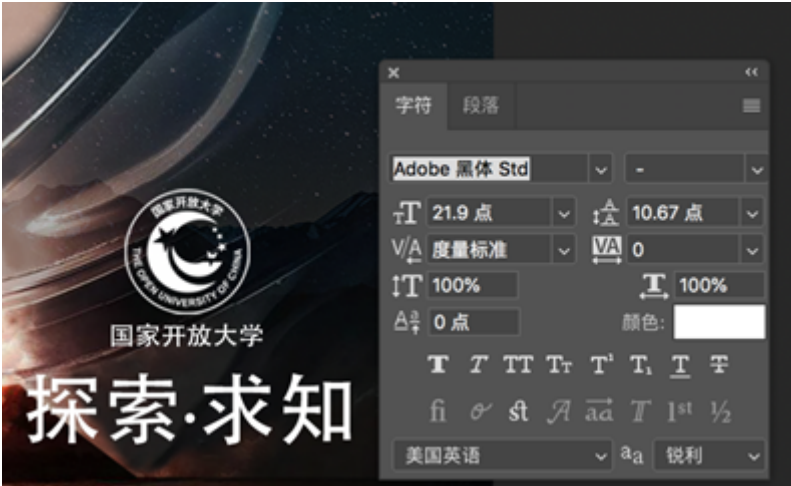 国家开放大学
THE OPEN UNIVERSITY OF CHINA
国家开放大学
探索·求知
字符 段落
Adobe 黑体 Std -
21.9 点 10.67 点
V/A 度量标准 VA 0
100% 100%
0 点 颜色:
T T TT Tт T¹ T₁ T T
fi st A aa T 1st ½
美国英语 aa 锐利